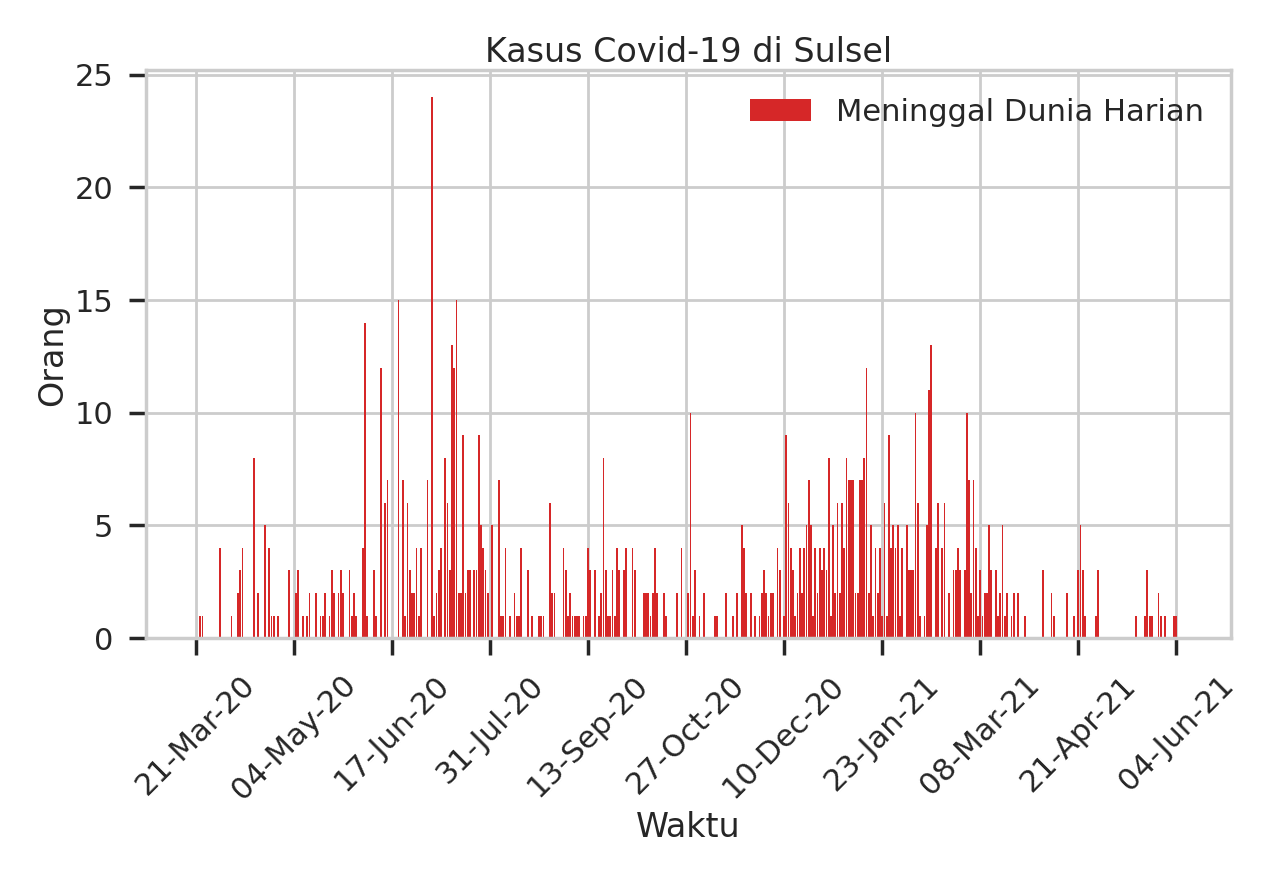 Kasus Covid-19 di Sulsel
Meninggal Dunia Harian
Orang
25
20
15
10
5
0
21-Mar-20
04-May-20
17-Jun-20
31-Jul-20
13-Sep-20
27-Oct-20
10-Dec-20
23-Jan-21
08-Mar-21
21-Apr-21
04-Jun-21
Waktu